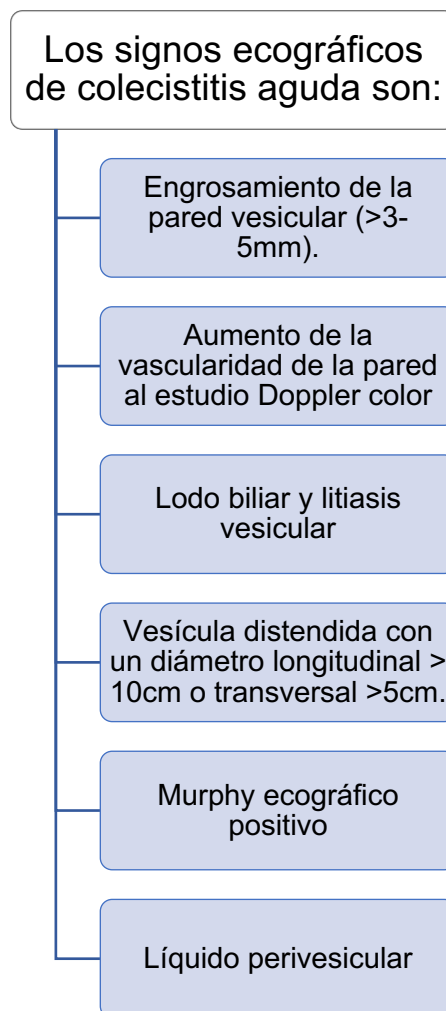 Los signos ecográficos
de colecistitis aguda son:
Engrosamiento de la
pared vesicular (>3-
5mm).
Aumento de la
vascularidad de la pared
al estudio Doppler color
Lodo biliar y litiasis
vesicular
Vesícula distendida con
un diámetro longitudinal >
10cm o transversal >5cm.
Murphy ecográfico
positivo
Líquido perivesicular